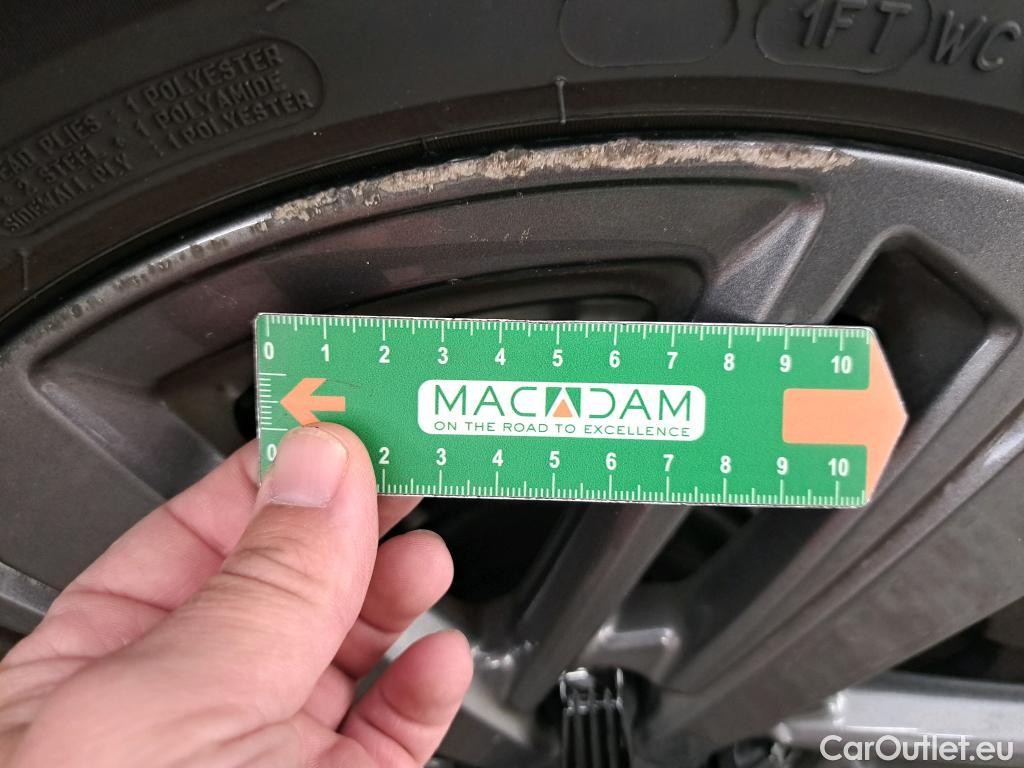 1FT WC
EAD PLIES : 1 POLYESTER
2 STEEL + 1 POLYAMIDE
SIDEWALL PLY : 1 POLYESTER
0 1 2 3 4 5 6 7 8 9 10
MACADAM
ON THE ROAD TO EXCELLENCE
0 2 3 4 5 6 7 8 9 10
CarOutlet.eu